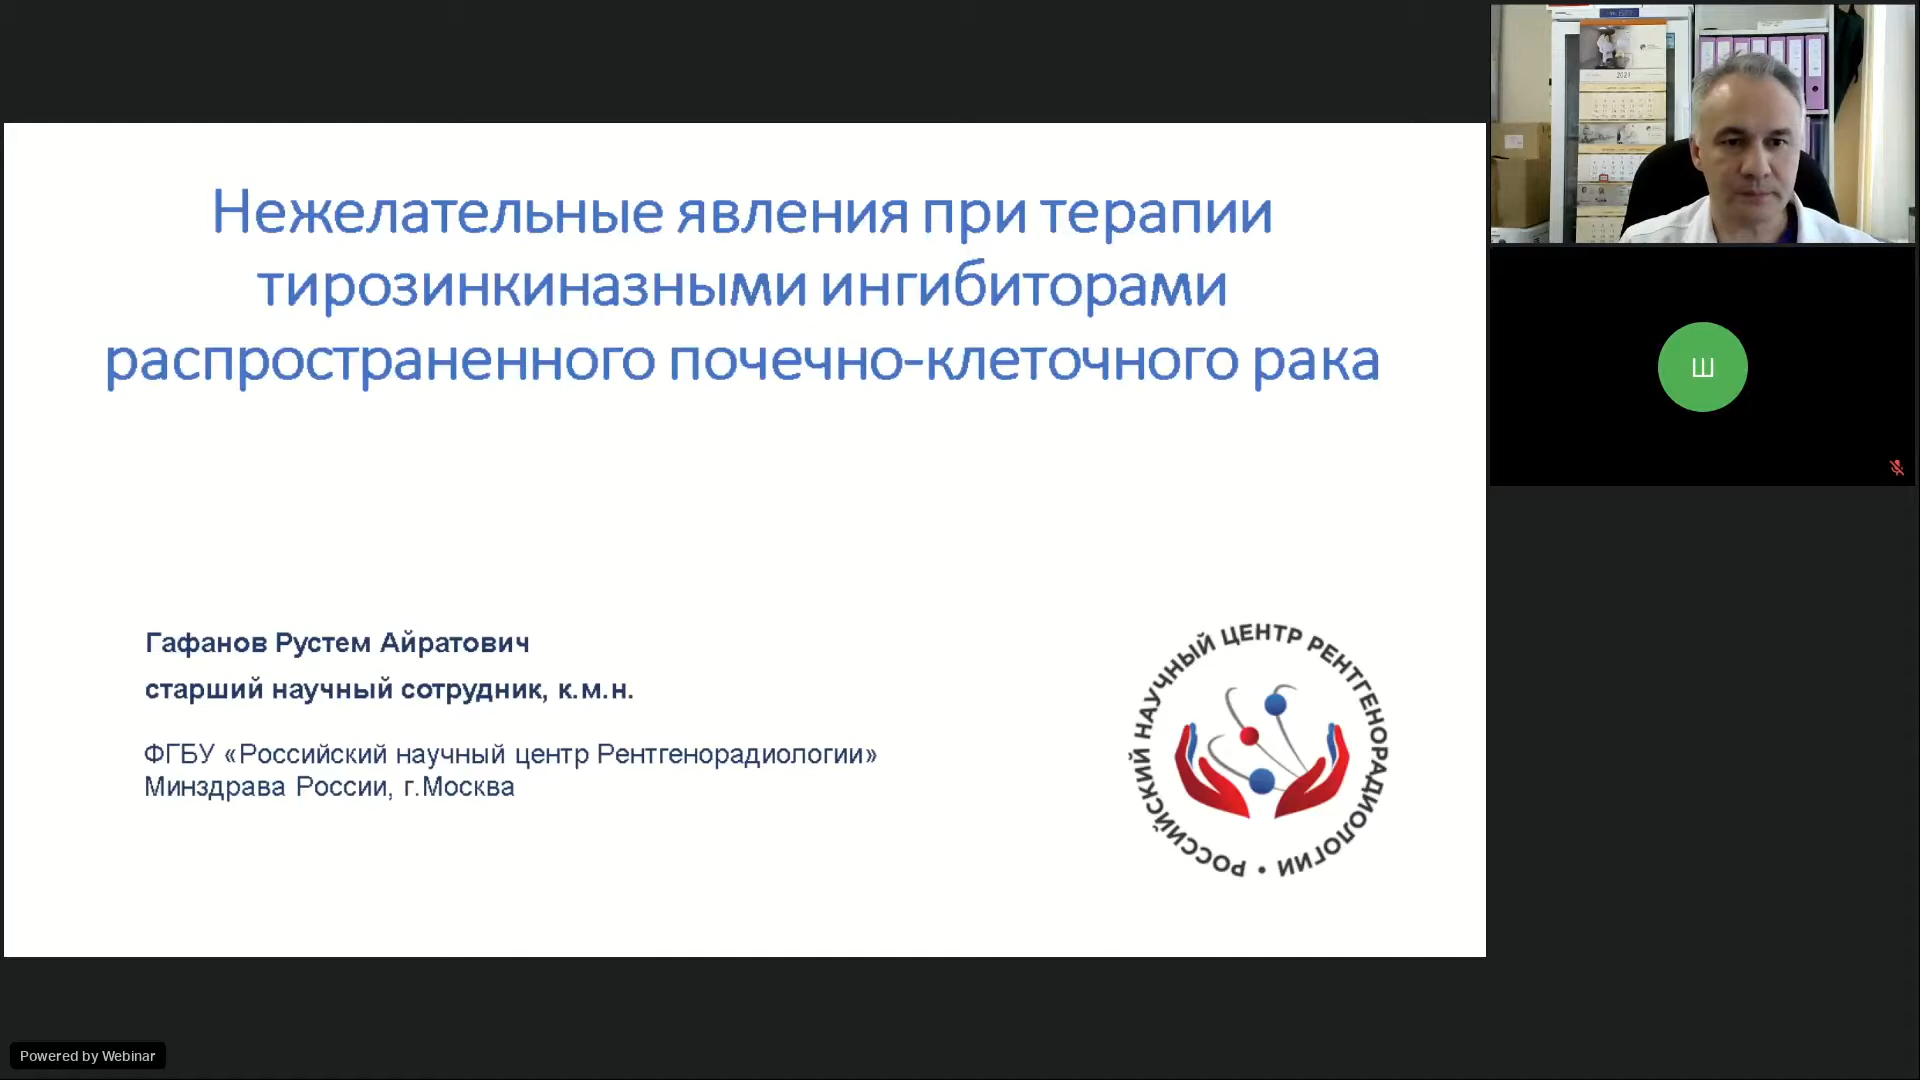 Нежелательные явления при терапии
тирозинкиназными ингибиторами
распространенного почечно-клеточного рака
Гафанов Рустем Айратович
старший научный сотрудник, к.м.н.
ФГБУ «Российский научный центр Рентгенорадиологии»
Минздрава России, г.Москва
РОССИЙСКИЙ НАУЧНЫЙ ЦЕНТР РЕНТГЕНОРАДИОЛОГИИ •
2021
Ш
Powered by Webinar